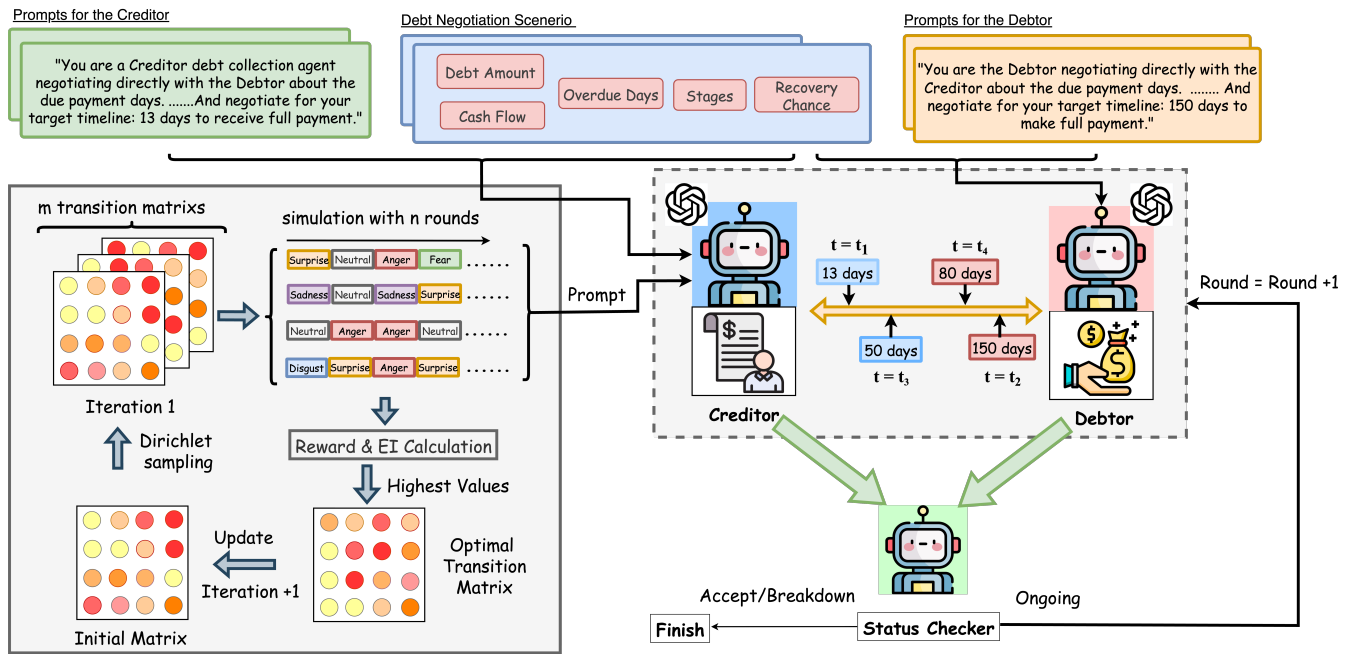 Prompts for the Creditor
Debt Negotiation Scenerio
Prompts for the Debtor
"You are a Creditor debt collection agent
negotiating directly with the Debtor about the
due payment days. .......And negotiate for your
target timeline: 13 days to receive full payment."
Debt Amount
Cash Flow
Overdue Days
Stages
Recovery
Chance
"You are the Debtor negotiating directly with the
Creditor about the due payment days. ........ And
negotiate for your target timeline: 150 days to
make full payment."
m transition matrixs
simulation with n rounds
Surprise Neutral Anger Fear ......
Sadness Neutral Sadness Surprise ......
Neutral Anger Anger Neutral ......
Disgust Surprise Anger Surprise ......
Iteration 1
Dirichlet
sampling
Reward & EI Calculation
Highest Values
Optimal
Transition
Matrix
Update
Iteration +1
Initial Matrix
Prompt
t = t1
13 days
t = t4
80 days
50 days
t = t3
150 days
t = t2
Creditor
Debtor
Round = Round +1
Accept/Breakdown
Ongoing
Finish
Status Checker